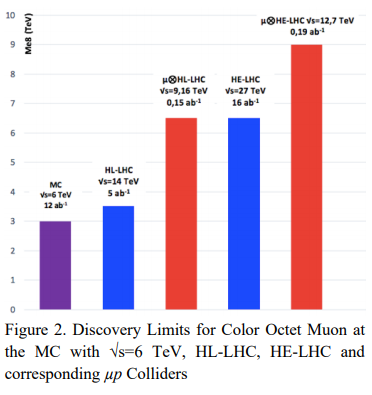 10
9
8
7
6
5
4
3
2
1
0
Me8 (TeV)
MC
√s=6 TeV
12 ab⁻¹
HL-LHC
√s=14 TeV
5 ab⁻¹
μ⊗HL-LHC
√s=9,16 TeV
0,15 ab⁻¹
HE-LHC
√s=27 TeV
16 ab⁻¹
μ⊗HE-LHC √s=12,7 TeV
0,19 ab⁻¹
Figure 2. Discovery Limits for Color Octet Muon at
the MC with √s=6 TeV, HL-LHC, HE-LHC and
corresponding μp Colliders